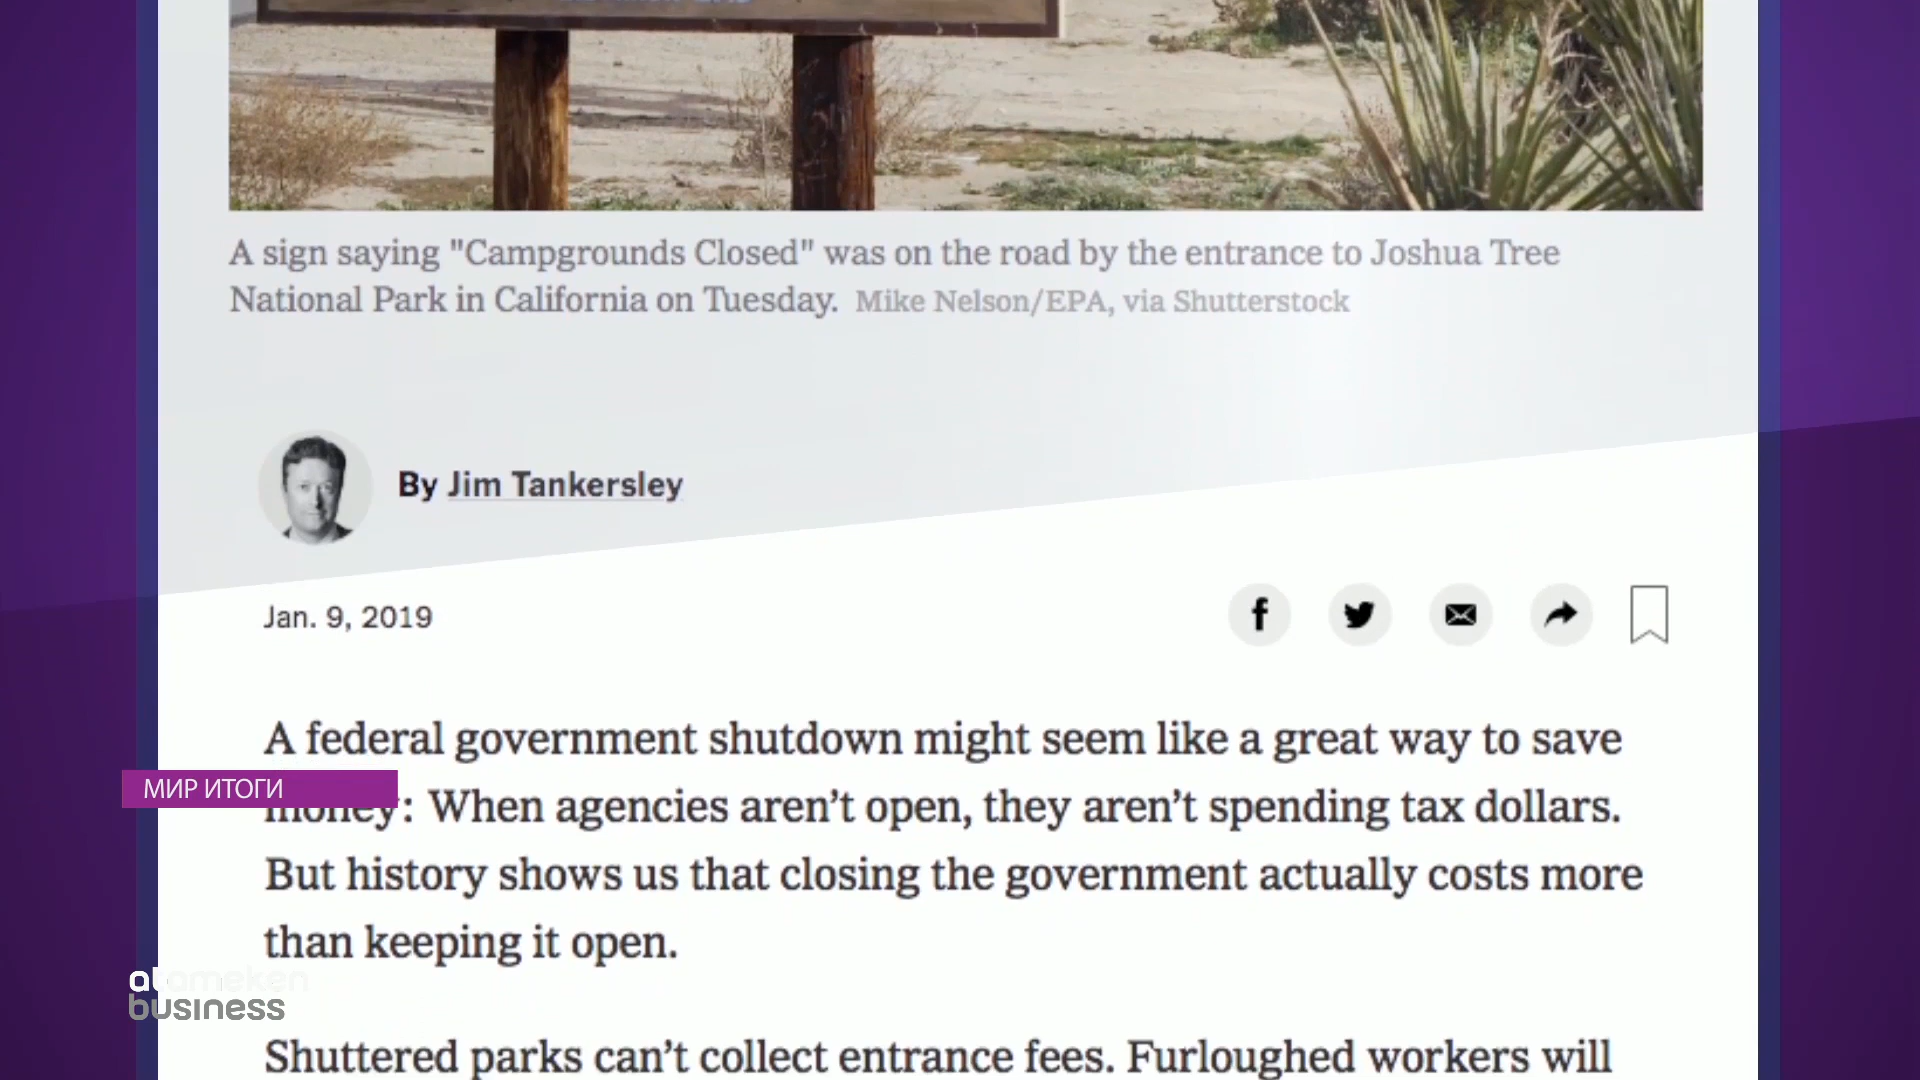 A sign saying "Campgrounds Closed" was on the road by the entrance to Joshua Tree
National Park in California on Tuesday. Mike Nelson/EPA, via Shutterstock
By Jim Tankersley
Jan. 9, 2019
A federal government shutdown might seem like a great way to save
МИР ИТОГИ
money: When agencies aren't open, they aren't spending tax dollars.
But history shows us that closing the government actually costs more
than keeping it open.
atameken
business
Shuttered parks can't collect entrance fees. Furloughed workers will